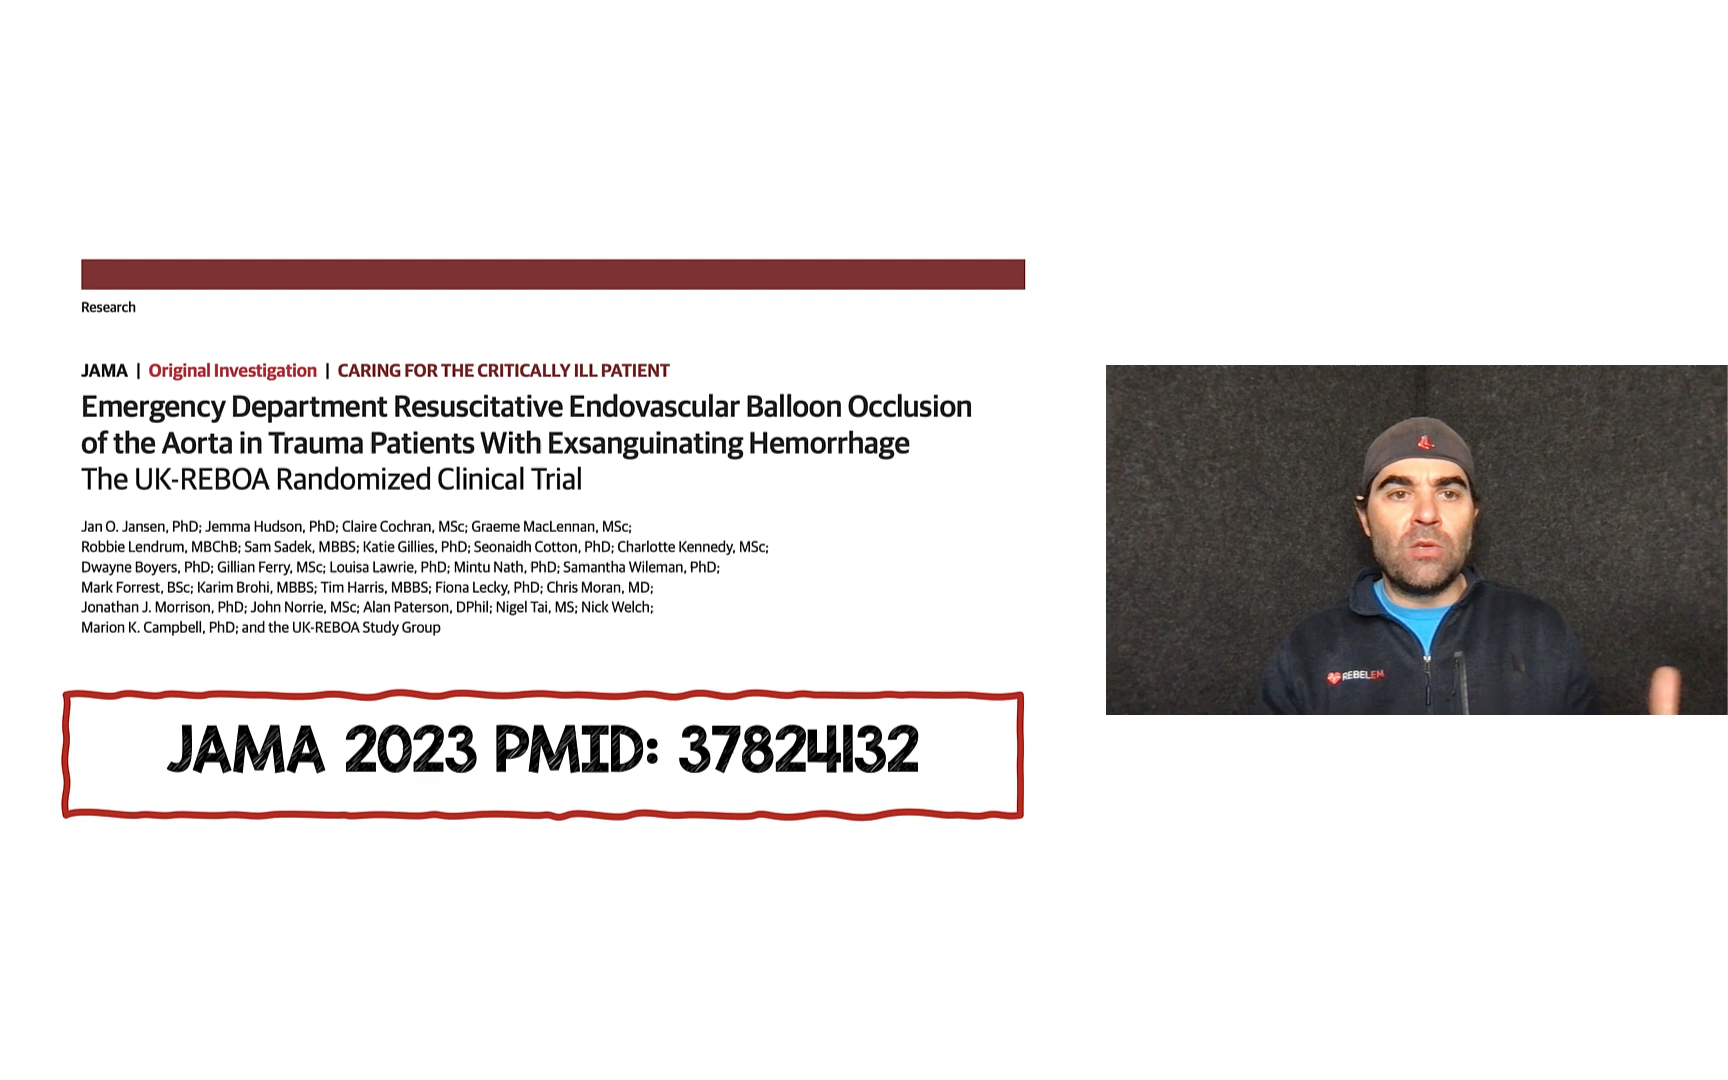 Research
JAMA | Original Investigation | CARING FOR THE CRITICALLY ILL PATIENT
Emergency Department Resuscitative Endovascular Balloon Occlusion
of the Aorta in Trauma Patients With Exsanguinating Hemorrhage
The UK-REBOA Randomized Clinical Trial
Jan O. Jansen, PhD; Jemma Hudson, PhD; Claire Cochran, MSc; Graeme MacLennan, MSc;
Robbie Lendrum, MBChB; Sam Sadek, MBBS; Katie Gillies, PhD; Seonaidh Cotton, PhD; Charlotte Kennedy, MSc;
Dwayne Boyers, PhD; Gillian Ferry, MSc; Louisa Lawrie, PhD; Mintu Nath, PhD; Samantha Wileman, PhD;
Mark Forrest, BSc; Karim Brohi, MBBS; Tim Harris, MBBS; Fiona Lecky, PhD; Chris Moran, MD;
Jonathan J. Morrison, PhD; John Norrie, MSc; Alan Paterson, DPhil; Nigel Tai, MS; Nick Welch;
Marion K. Campbell, PhD; and the UK-REBOA Study Group
JAMA 2023 PMID: 37824132
REBELEM